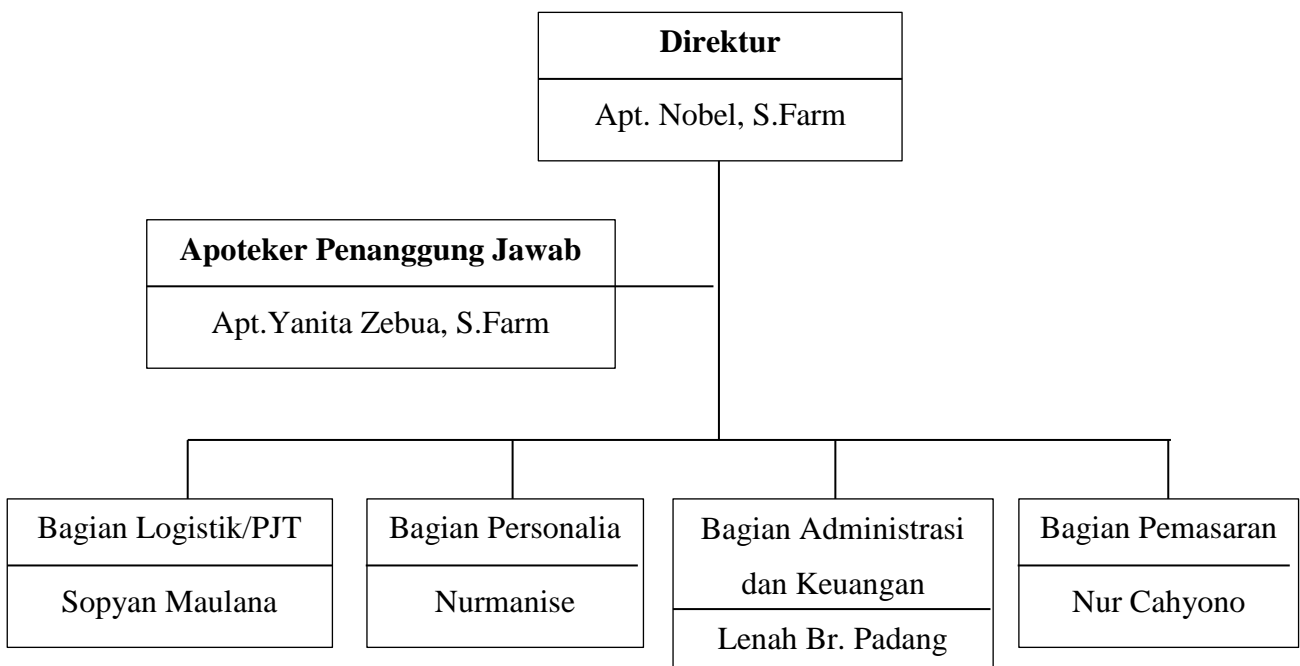 Direktur
Apt. Nobel, S.Farm
Apoteker Penanggung Jawab
Apt.Yanita Zebua, S.Farm
Bagian Logistik/PJT
Sopyan Maulana
Bagian Personalia
Nurmanise
Bagian Administrasi
dan Keuangan
Lenah Br. Padang
Bagian Pemasaran
Nur Cahyono